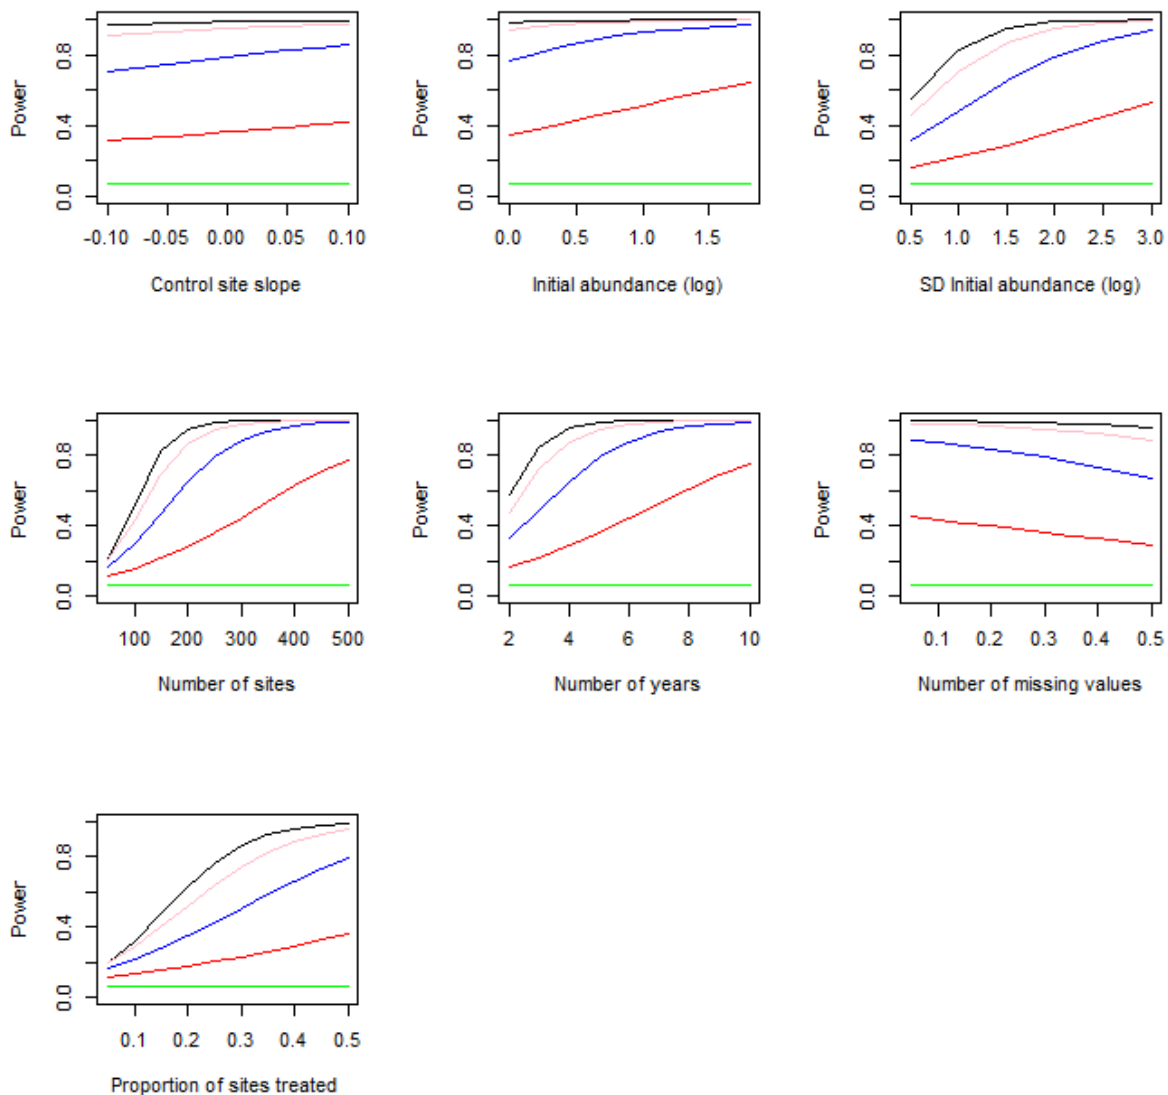 Power
0.0 0.4 0.8
-0.10 -0.05 0.00 0.05 0.10
Control site slope
Power
0.0 0.4 0.8
0.0 0.5 1.0 1.5
Initial abundance (log)
Power
0.0 0.4 0.8
0.5 1.0 1.5 2.0 2.5 3.0
SD Initial abundance (log)
Power
0.0 0.4 0.8
100 200 300 400 500
Number of sites
Power
0.0 0.4 0.8
2 4 6 8 10
Number of years
Power
0.0 0.4 0.8
0.1 0.2 0.3 0.4 0.5
Number of missing values
Power
0.0 0.4 0.8
0.1 0.2 0.3 0.4 0.5
Proportion of sites treated